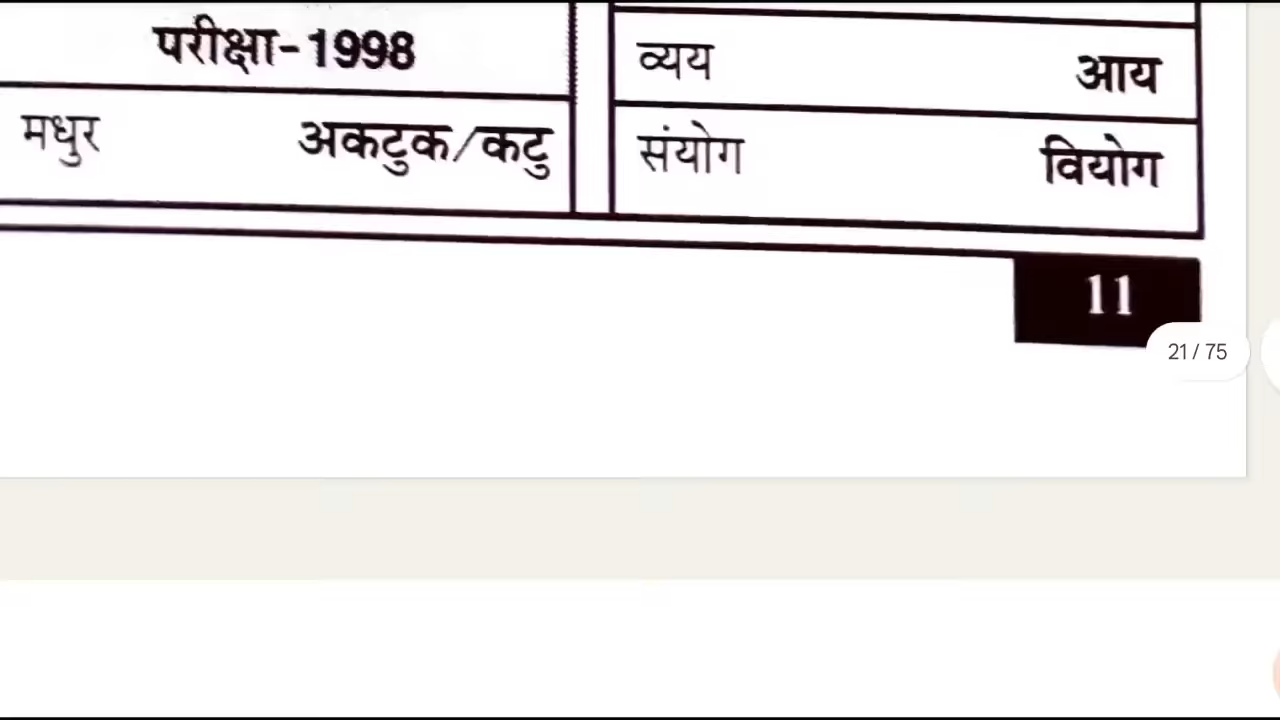 परीक्षा-1998
मधुर अकटुक/कटु
व्यय आय
संयोग वियोग
11
21 / 75